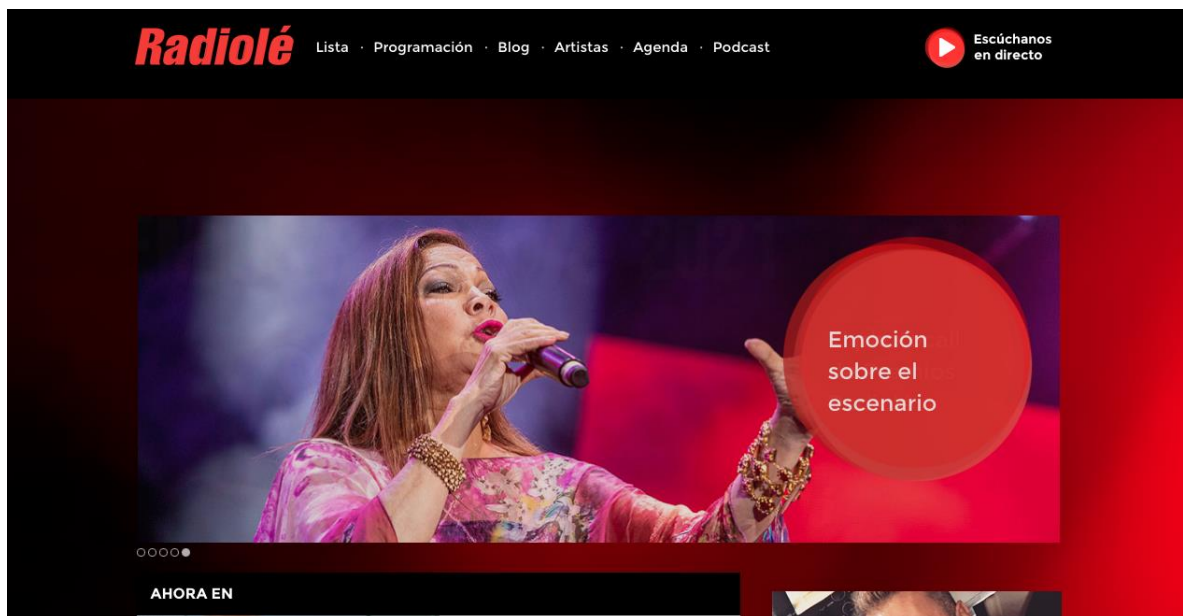 Radiolé
Lista · Programación · Blog · Artistas · Agenda · Podcast
Escúchanos
en directo
Emoción
sobre el
escenario
AHORA EN